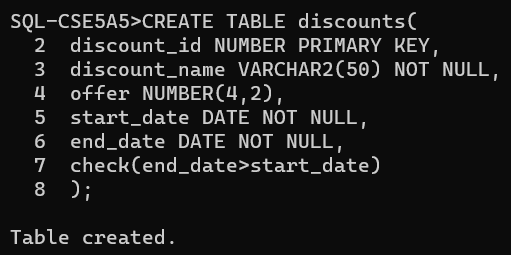 SQL-CSE5A5>CREATE TABLE discounts(
  2  discount_id NUMBER PRIMARY KEY,
  3  discount_name VARCHAR2(50) NOT NULL,
  4  offer NUMBER(4,2),
  5  start_date DATE NOT NULL,
  6  end_date DATE NOT NULL,
  7  check(end_date>start_date)
  8  );

Table created.